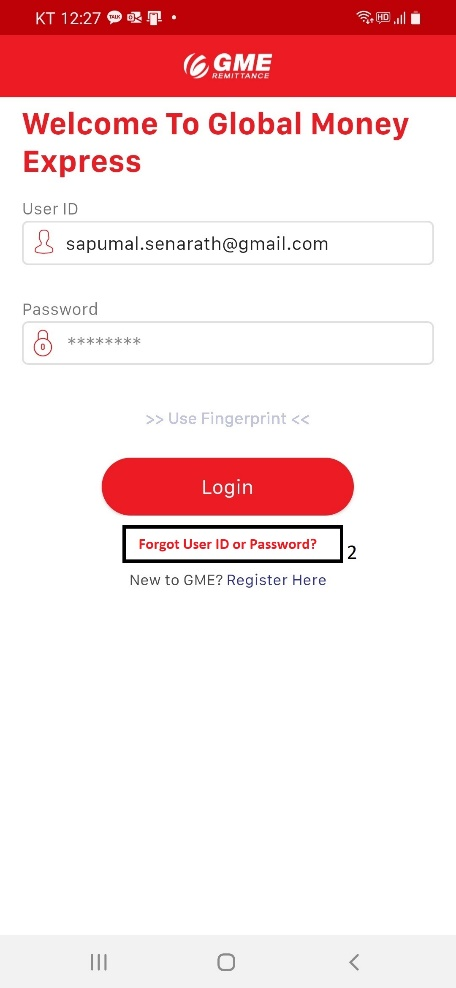 KT 12:27
GME
REMITTANCE
Welcome To Global Money
Express
User ID
sapumal.senarath@gmail.com
Password
********
>> Use Fingerprint <<
Login
Forgot User ID or Password?
2
New to GME? Register Here